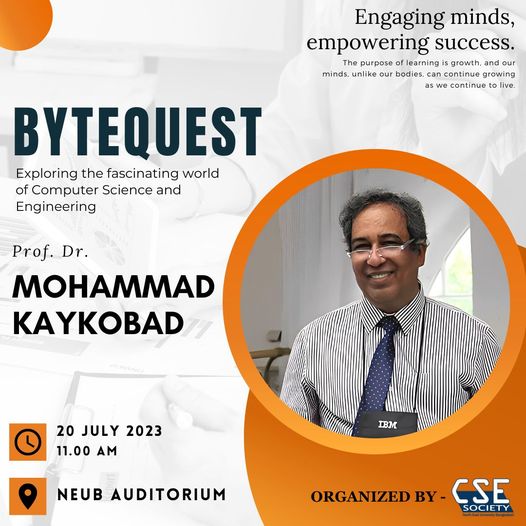 Engaging minds,
empowering success.
The purpose of learning is growth, and our
minds, unlike our bodies, can continue growing
as we continue to live.
BYTEQUEST
Exploring the fascinating world
of Computer Science and
Engineering
Prof. Dr.
MOHAMMAD
KAYKOBAD
IBM
20 JULY 2023
11.00 AM
NEUB AUDITORIUM
ORGANIZED BY -
CSE
SOCIETY